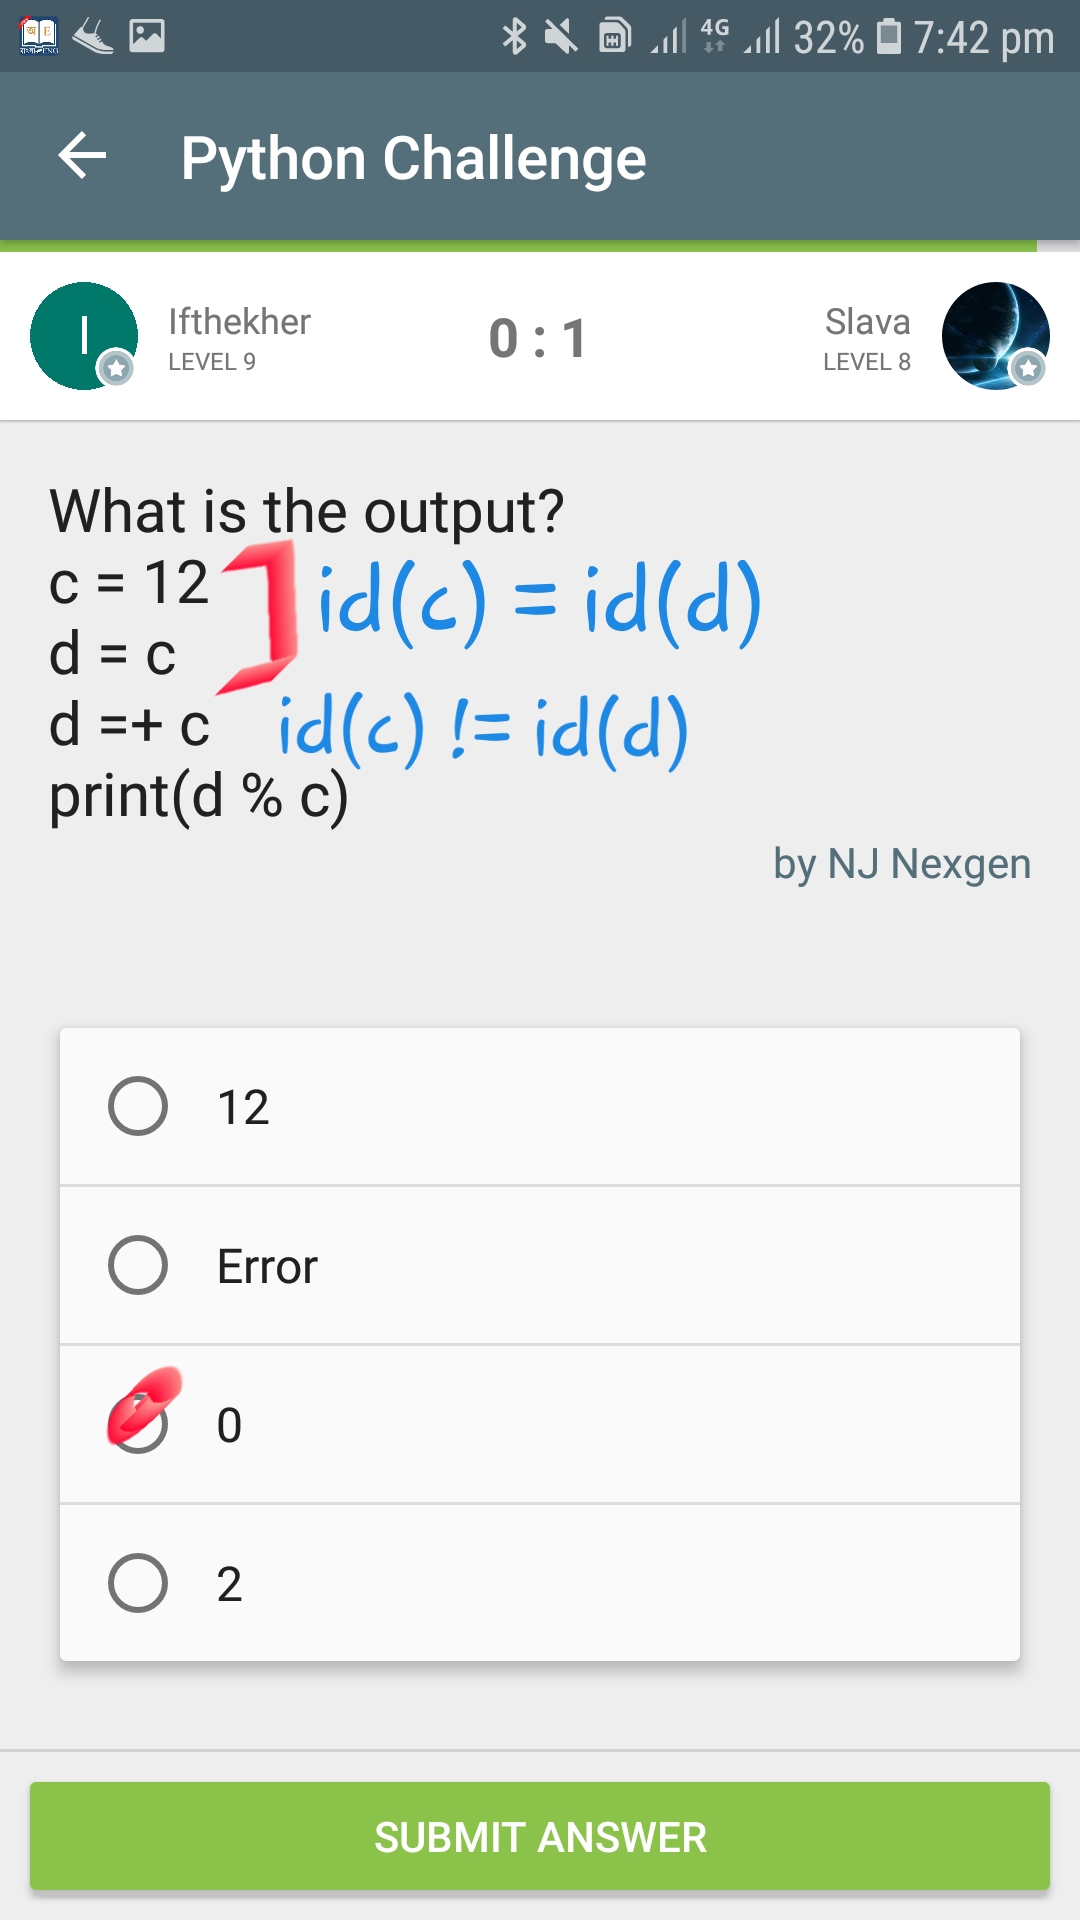 4G 32% 7:42 pm
Python Challenge
I Ifthekher 0 : 1 Slava
LEVEL 9 LEVEL 8
What is the output?
c = 12
d = c id(c) = id(d)
d =+ c id(c) != id(d)
print(d % c)
by NJ Nexgen
12
Error
0
2
SUBMIT ANSWER